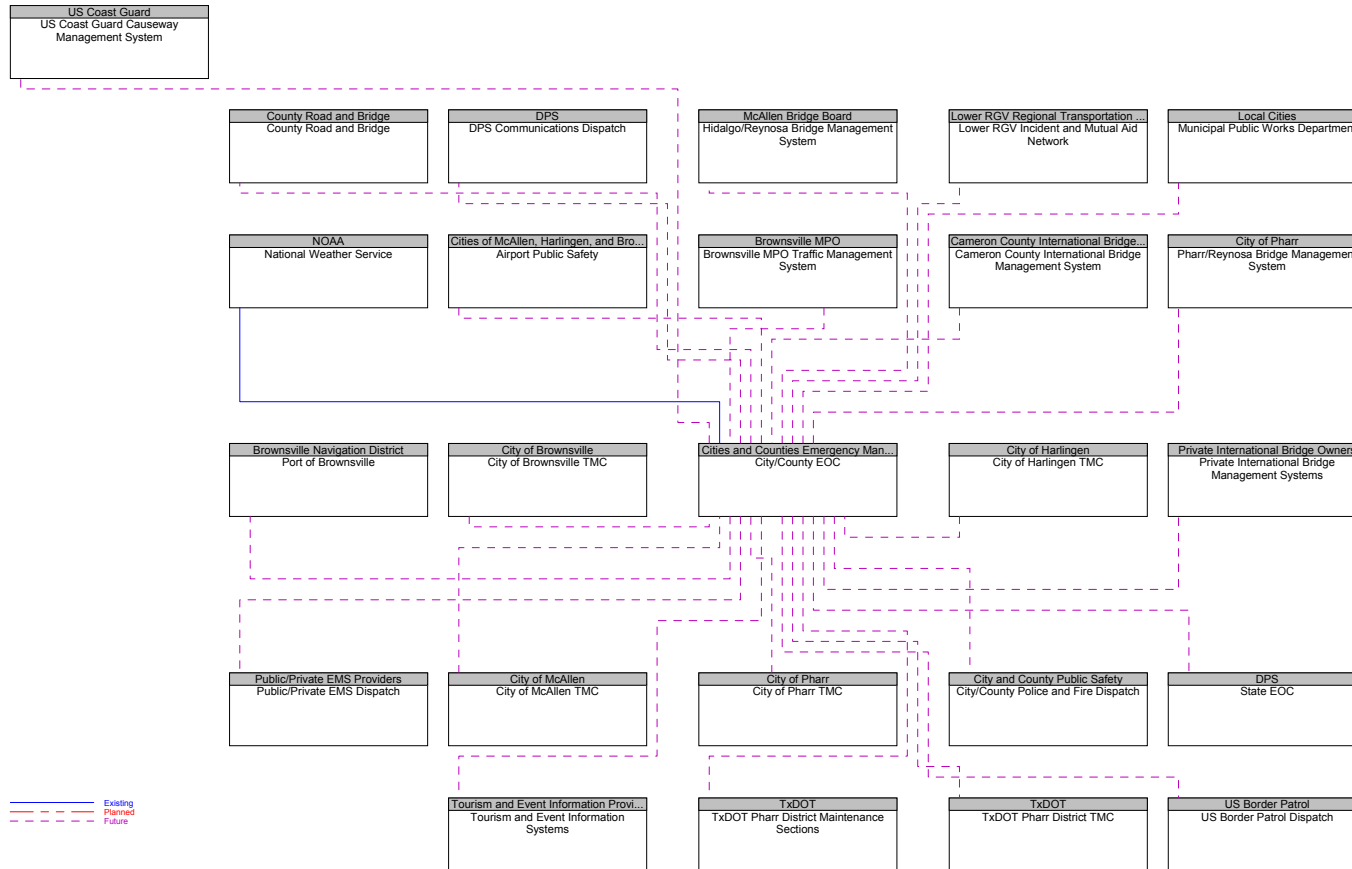 US Coast Guard
US Coast Guard Causeway
Management System
County Road and Bridge
County Road and Bridge
DPS
DPS Communications Dispatch
McAllen Bridge Board
Hidalgo/Reynosa Bridge Management
System
Lower RGV Regional Transportation ...
Lower RGV Incident and Mutual Aid
Network
Local Cities
Municipal Public Works Department
NOAA
National Weather Service
Cities of McAllen, Harlingen, and Bro...
Airport Public Safety
Brownsville MPO
Brownsville MPO Traffic Management
System
Cameron County International Bridge...
Cameron County International Bridge
Management System
City of Pharr
Pharr/Reynosa Bridge Management
System
Brownsville Navigation District
Port of Brownsville
City of Brownsville
City of Brownsville TMC
Cities and Counties Emergency Man...
City/County EOC
City of Harlingen
City of Harlingen TMC
Private International Bridge Owners
Private International Bridge
Management Systems
Public/Private EMS Providers
Public/Private EMS Dispatch
City of McAllen
City of McAllen TMC
City of Pharr
City of Pharr TMC
City and County Public Safety
City/County Police and Fire Dispatch
DPS
State EOC
Tourism and Event Information Provi...
Tourism and Event Information
Systems
TxDOT
TxDOT Pharr District Maintenance
Sections
TxDOT
TxDOT Pharr District TMC
US Border Patrol
US Border Patrol Dispatch
Existing
Planned
Future